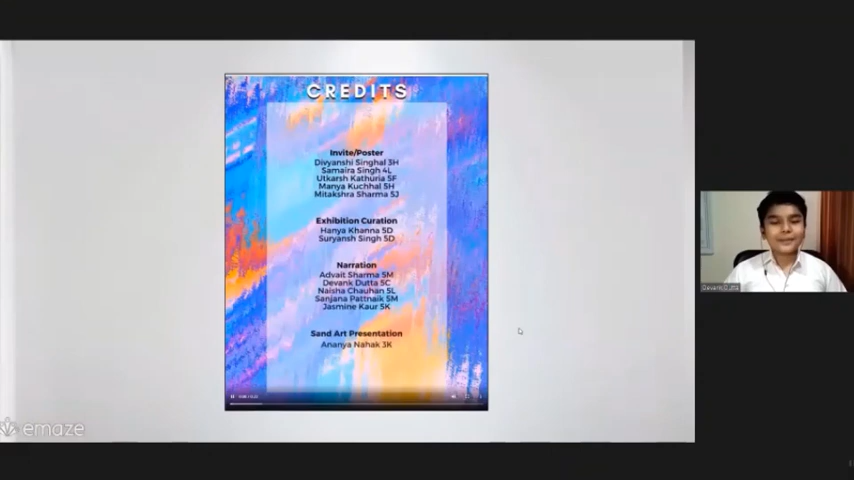 CREDITS
Invite/Poster
Divyanshi Singhal 3H
Samaira Singh 4L
Utkarsh Kathuria 5F
Manya Kuchhal 5H
Mitakshra Sharma 5J
Exhibition Curation
Hanya Khanna 5D
Suryansh Singh 5D
Narration
Advait Sharma 5M
Devank Dutta 5C
Naisha Chauhan 5L
Sanjana Pattnaik 5M
Jasmine Kaur 5K
Sand Art Presentation
Ananya Nahak 3K
emaze
Devank Dutta